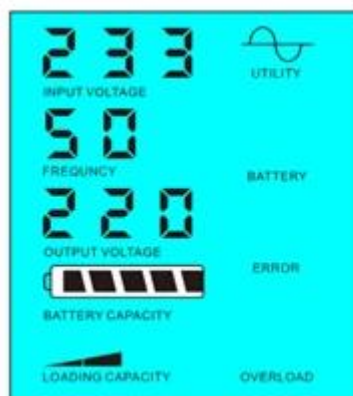 233
UTILITY
INPUT VOLTAGE
50
FREQUNCY
BATTERY
220
OUTPUT VOLTAGE
ERROR
BATTERY CAPACITY
LOADING CAPACITY
OVERLOAD